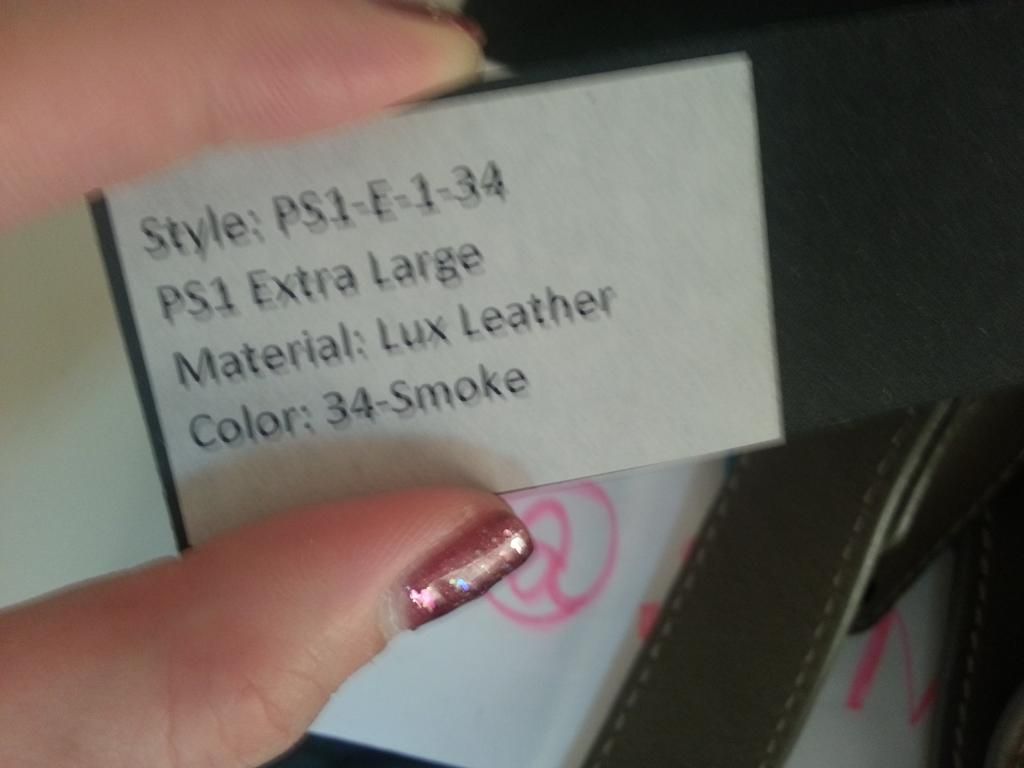 Style: PS1-E-1-34
PS1 Extra Large
Material: Lux Leather
Color: 34-Smoke